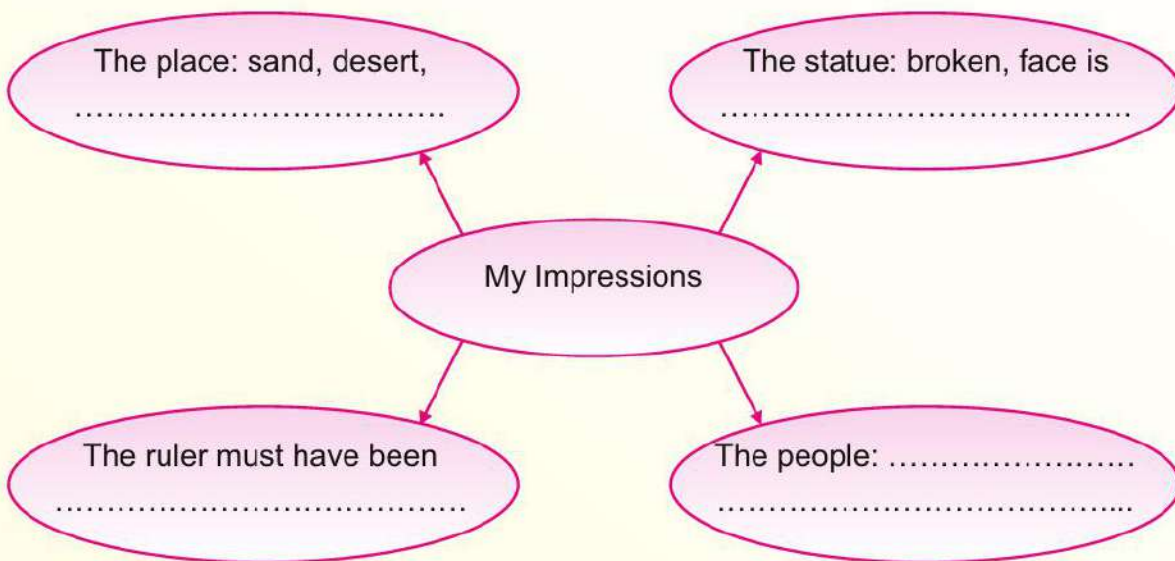 The place: sand, desert,
……………………………………
The statue: broken, face is
……………………………………….
My Impressions
The ruler must have been
……………………………………….
The people: ……………………….
……………………………………....